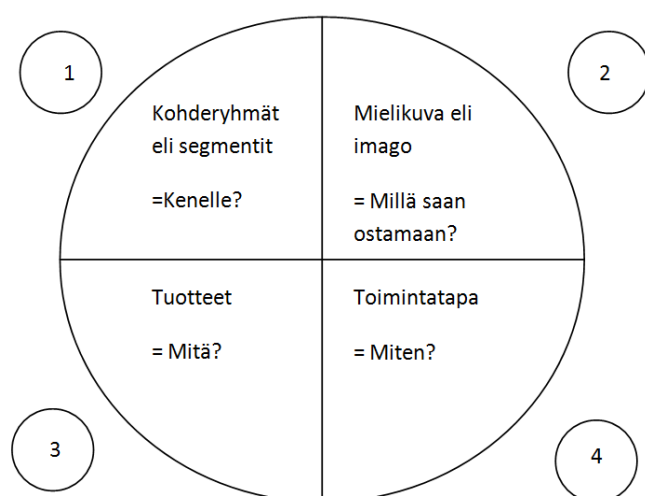 1
2
Kohderyhmät
eli segmentit
=Kenelle?
Mielikuva eli
imago
= Millä saan
ostamaan?
Tuotteet
= Mitä?
Toimintatapa
= Miten?
3
4